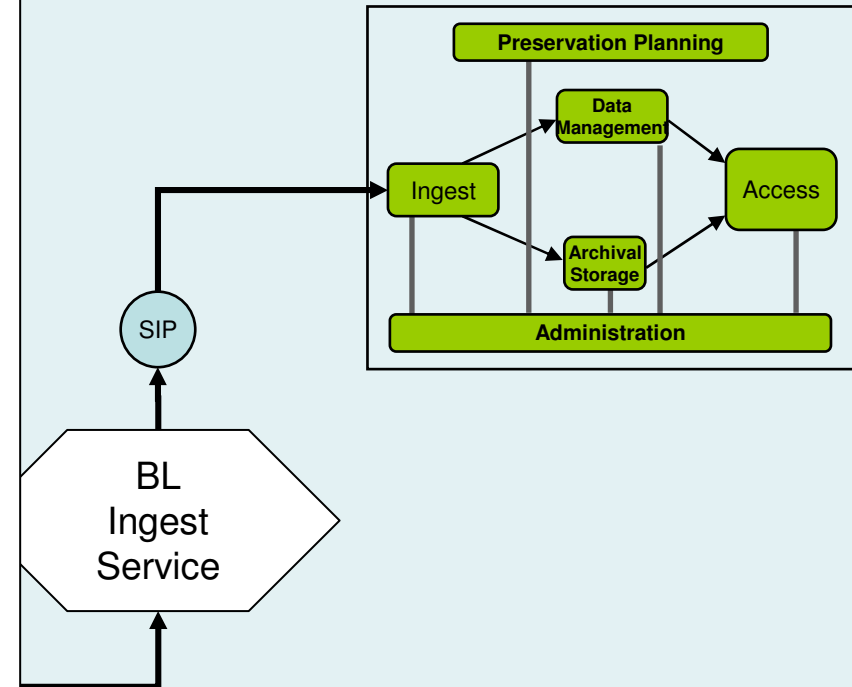 Preservation Planning
Data
Management
Ingest
Access
Archival
Storage
SIP
Administration
BL
Ingest
Service